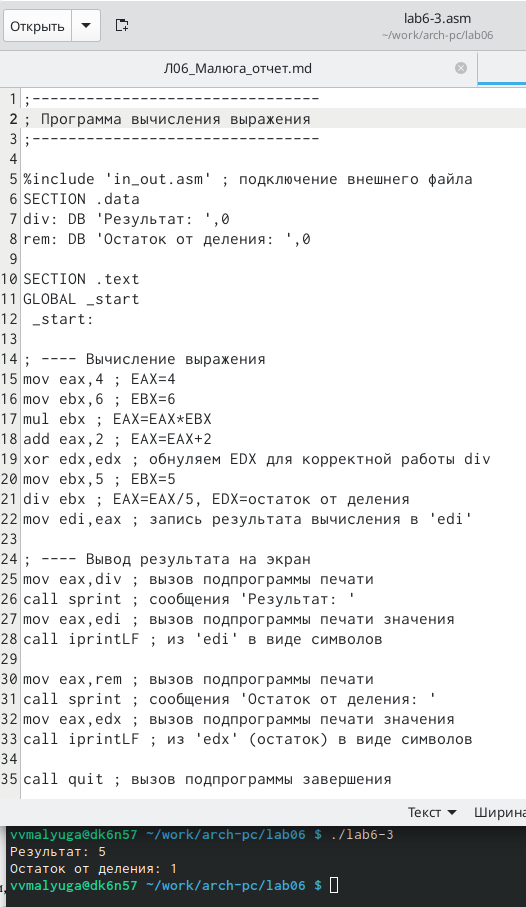 Открыть
lab6-3.asm
~/work/arch-pc/lab06
Л06_Малюга_отчет.md
1 ;--------------------------------
2 ; Программа вычисления выражения
3 ;--------------------------------
4
5 %include 'in_out.asm' ; подключение внешнего файла
6 SECTION .data
7 div: DB 'Результат: ',0
8 rem: DB 'Остаток от деления: ',0
9
10 SECTION .text
11 GLOBAL _start
12  _start:
13
14 ; ---- Вычисление выражения
15 mov eax,4 ; EAX=4
16 mov ebx,6 ; EBX=6
17 mul ebx ; EAX=EAX*EBX
18 add eax,2 ; EAX=EAX+2
19 xor edx,edx ; обнуляем EDX для корректной работы div
20 mov ebx,5 ; EBX=5
21 div ebx ; EAX=EAX/5, EDX=остаток от деления
22 mov edi,eax ; запись результата вычисления в 'edi'
23
24 ; ---- Вывод результата на экран
25 mov eax,div ; вызов подпрограммы печати
26 call sprint ; сообщения 'Результат: '
27 mov eax,edi ; вызов подпрограммы печати значения
28 call iprintLF ; из 'edi' в виде символов
29
30 mov eax,rem ; вызов подпрограммы печати
31 call sprint ; сообщения 'Остаток от деления: '
32 mov eax,edx ; вызов подпрограммы печати значения
33 call iprintLF ; из 'edx' (остаток) в виде символов
34
35 call quit ; вызов подпрограммы завершения
Текст Ширина
vvmalyuga@dk6n57 ~/work/arch-pc/lab06 $ ./lab6-3
Результат: 5
Остаток от деления: 1
vvmalyuga@dk6n57 ~/work/arch-pc/lab06 $